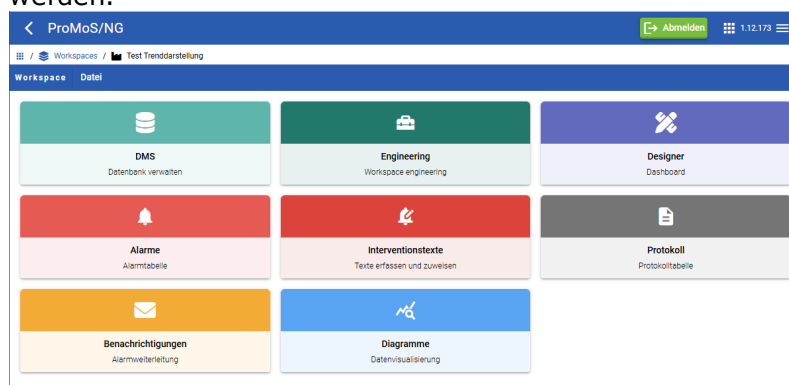 werden.
ProMoS/NG
Abmelden
1.12.173
/ Workspaces / Test Trenddarstellung
Workspace Datei
DMS
Datenbank verwalten
Engineering
Workspace engineering
Designer
Dashboard
Alarme
Alarmtabelle
Interventionstexte
Texte erfassen und zuweisen
Protokoll
Protokolltabelle
Benachrichtigungen
Alarmweiterleitung
Diagramme
Datenvisualisierung